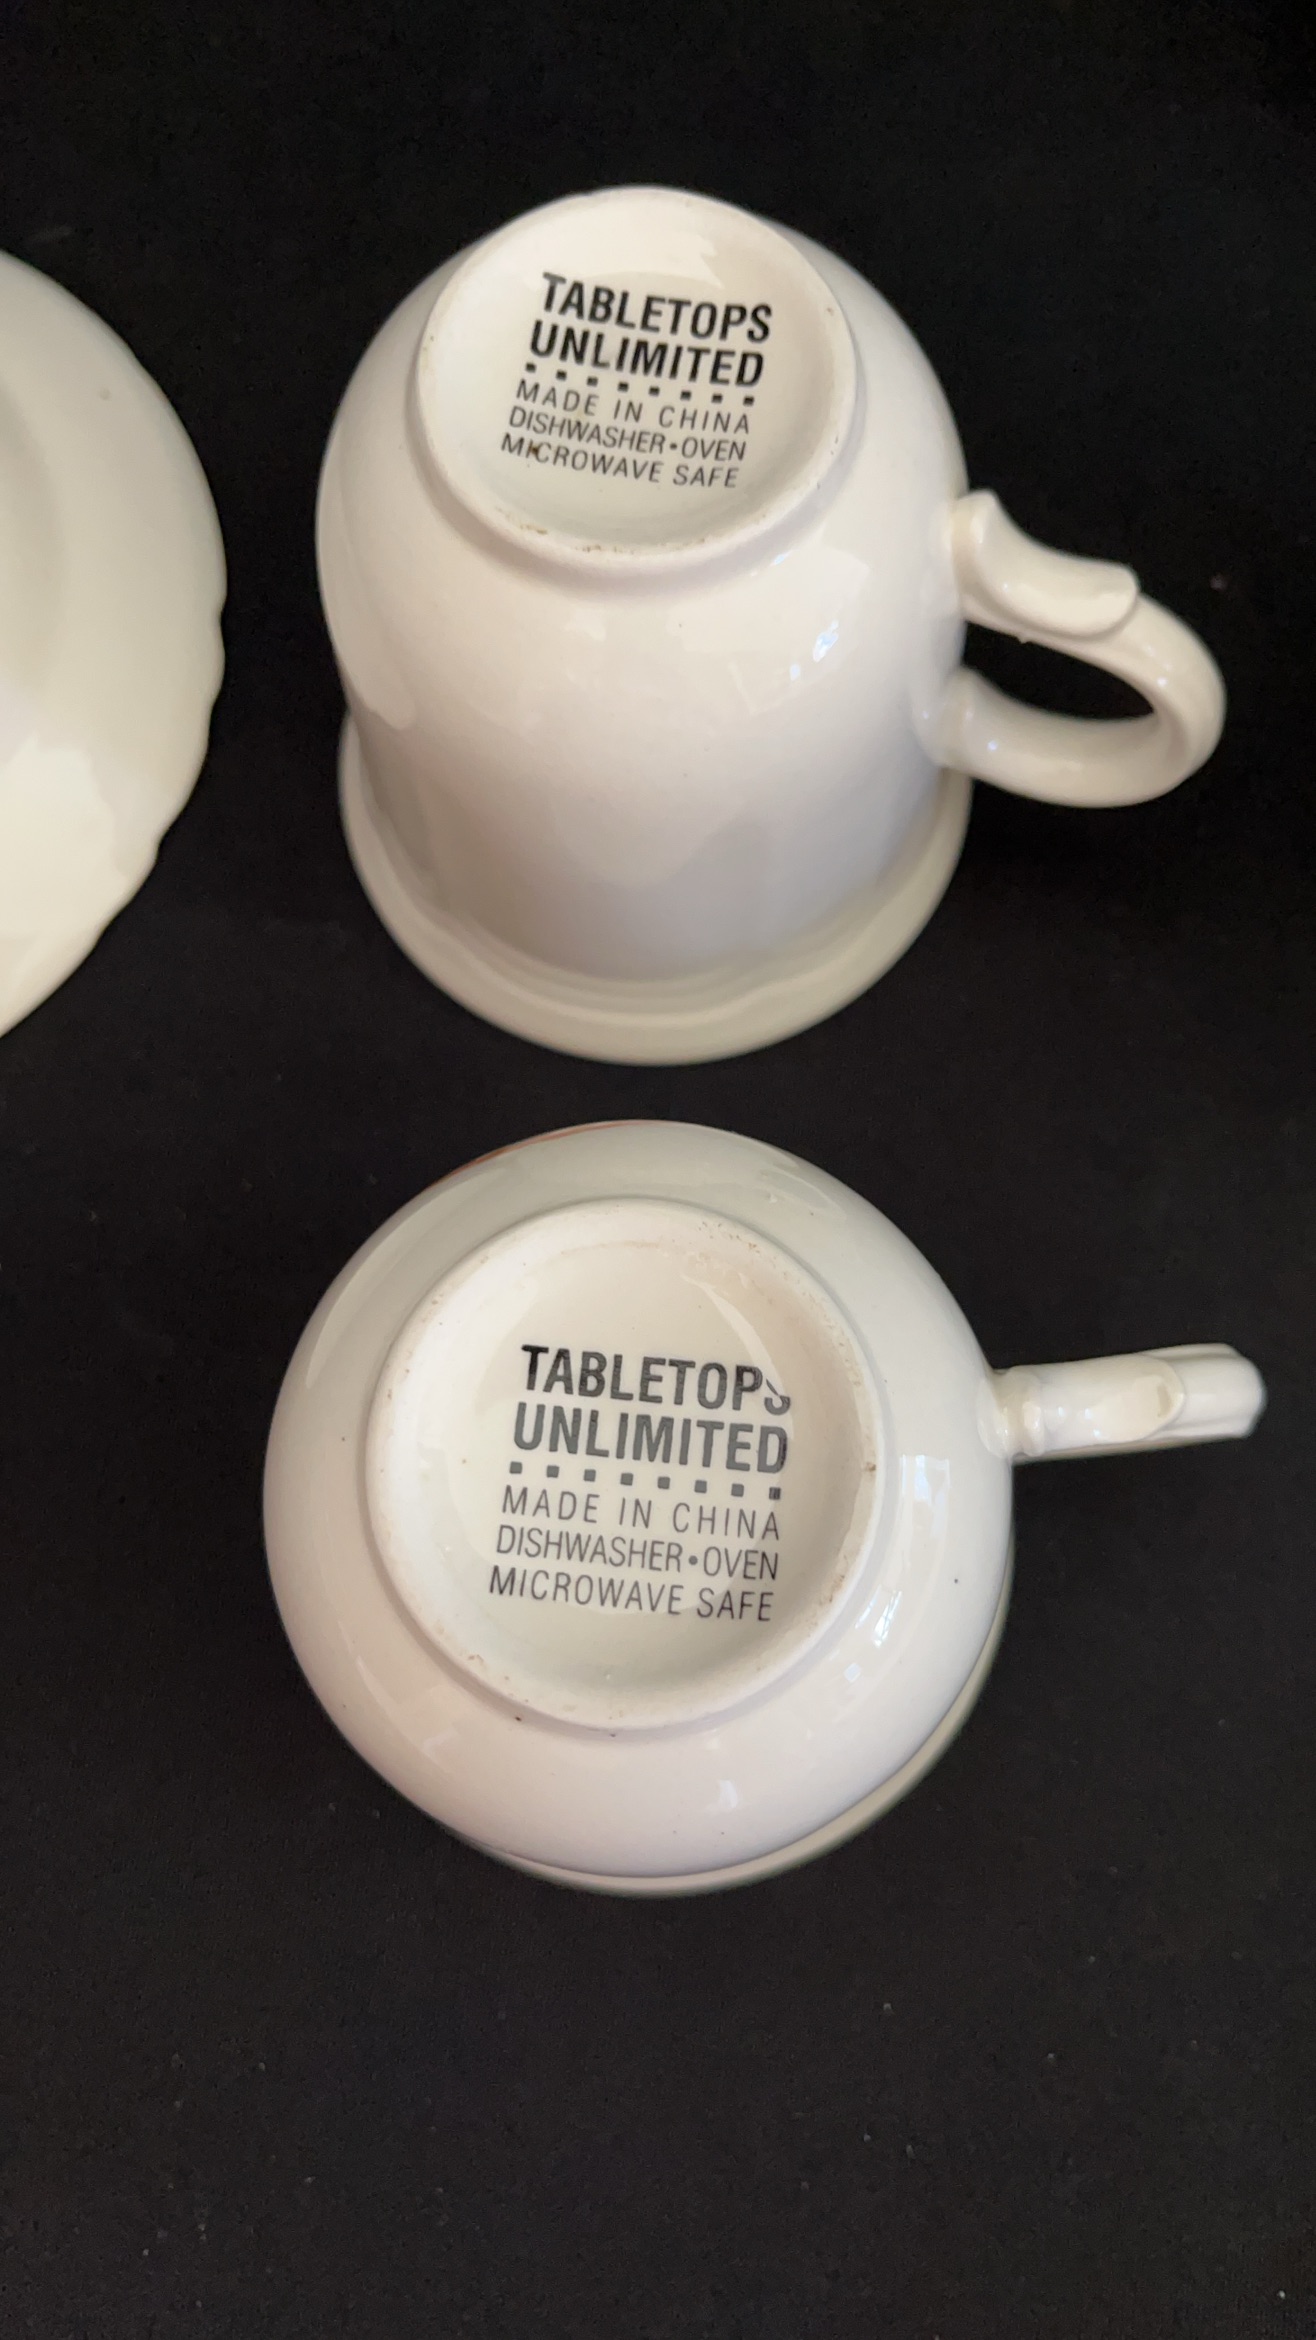 TABLETOPS
UNLIMITED
MADE IN CHINA
DISHWASHER•OVEN
MICROWAVE SAFE
TABLETOPS
UNLIMITED
MADE IN CHINA
DISHWASHER•OVEN
MICROWAVE SAFE